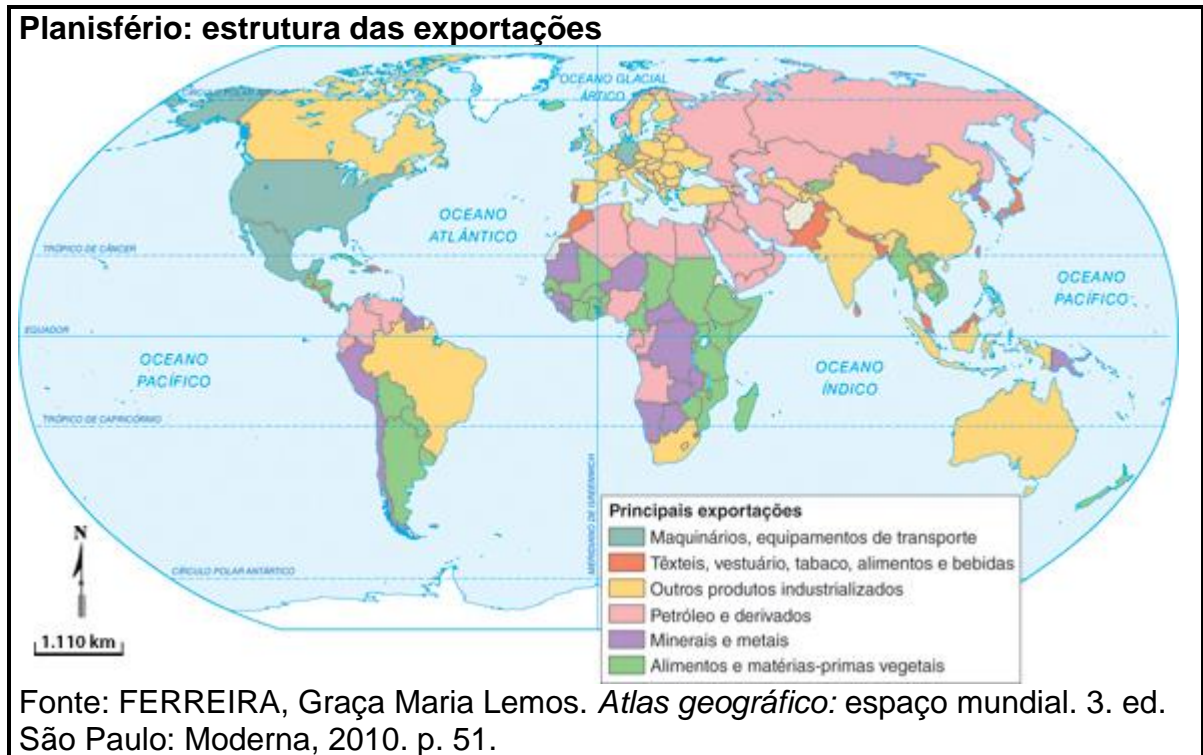 Planisfério: estrutura das exportações
OCEANO GLACIAL
ÁRTICO
CÍRCULO POLAR ÁRTICO
OCEANO
ATLÂNTICO
TRÓPICO DE CÂNCER
OCEANO
PACÍFICO
EQUADOR
OCEANO
PACÍFICO
OCEANO
ÍNDICO
TRÓPICO DE CAPRICÓRNIO
MERIDIANO DE GREENWICH
N
CÍRCULO POLAR ANTÁRTICO
1.110 km
Principais exportações
Maquinários, equipamentos de transporte
Têxteis, vestuário, tabaco, alimentos e bebidas
Outros produtos industrializados
Petróleo e derivados
Minerais e metais
Alimentos e matérias-primas vegetais
Fonte: FERREIRA, Graça Maria Lemos. Atlas geográfico: espaço mundial. 3. ed.
São Paulo: Moderna, 2010. p. 51.